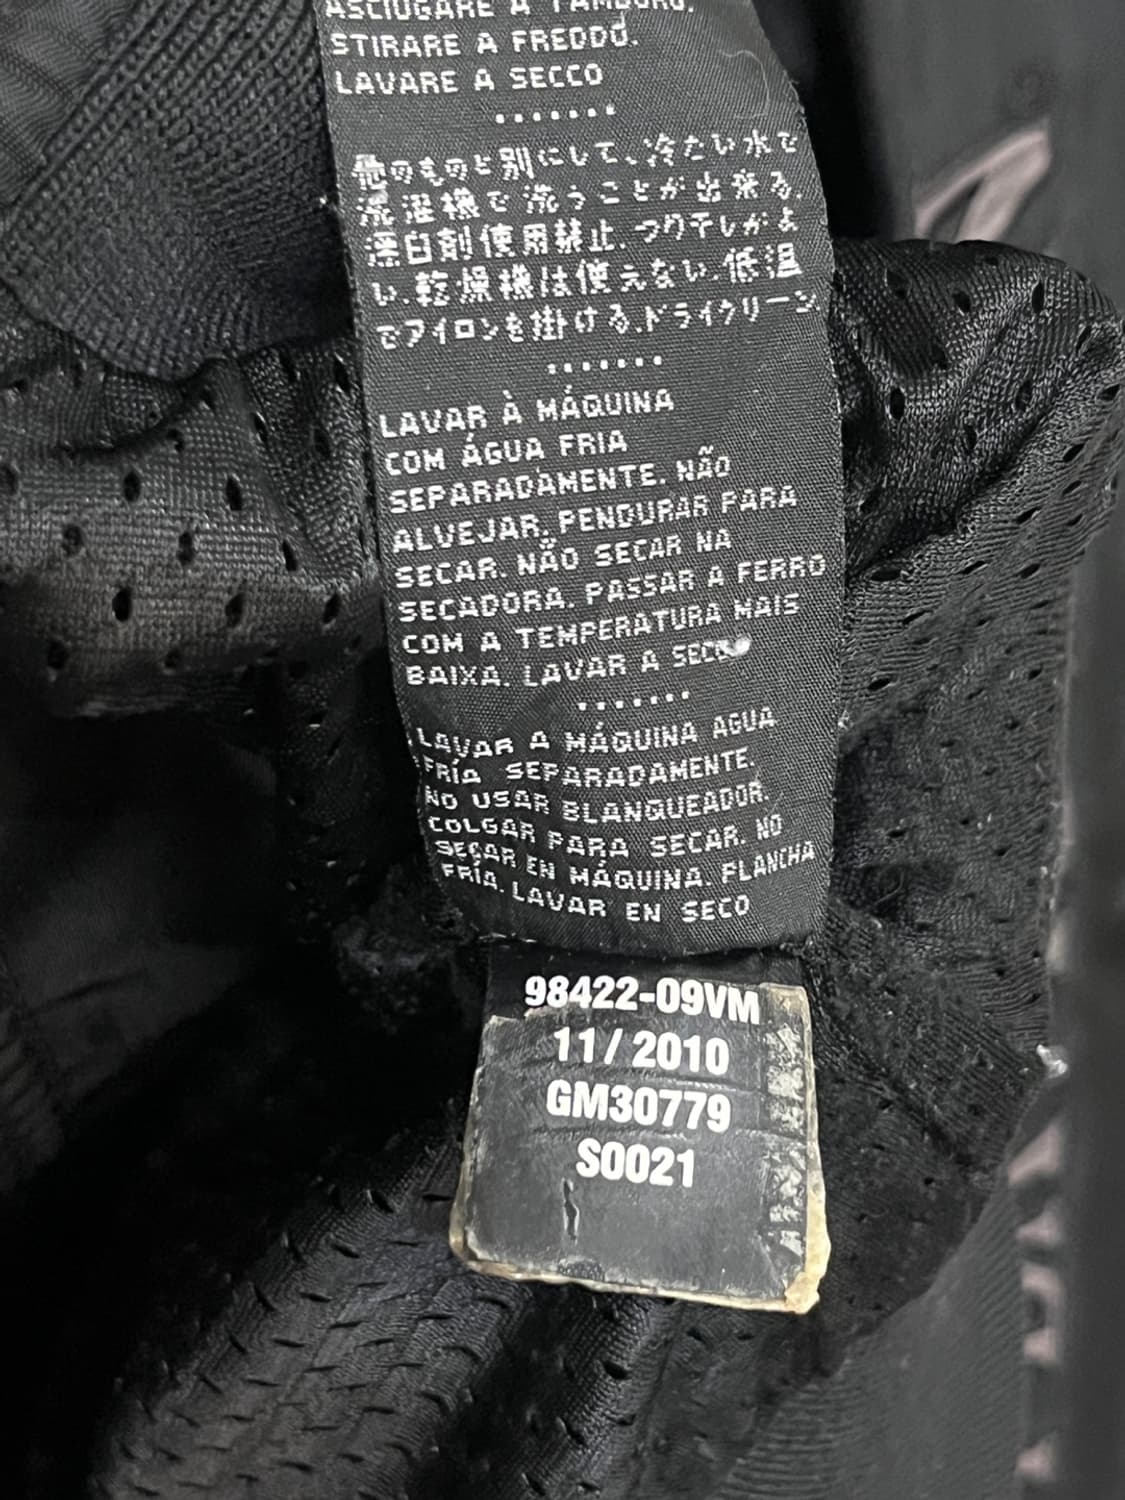 ASCIUGARE A TAMBURO.
STIRARE A FREDDO.
LAVARE A SECCO
.......
他のものと別にして、冷たい水で
洗濯機で洗うことが出来る.
漂白剤使用禁止.つり干しがよ
い.乾燥機は使えない.低温
でアイロンを掛ける.ドライクリーン
.......
LAVAR À MÁQUINA
COM ÁGUA FRIA
SEPARADAMENTE. NÃO
ALVEJAR. PENDURAR PARA
SECAR. NÃO SECAR NA
SECADORA. PASSAR A FERRO
COM A TEMPERATURA MAIS
BAIXA. LAVAR A SECO
.......
LAVAR A MÁQUINA AGUA
FRÍA SEPARADAMENTE.
NO USAR BLANQUEADOR.
COLGAR PARA SECAR. NO
SECAR EN MÁQUINA. PLANCHA
FRÍA. LAVAR EN SECO
98422-09VM
11/2010
GM30779
S0021